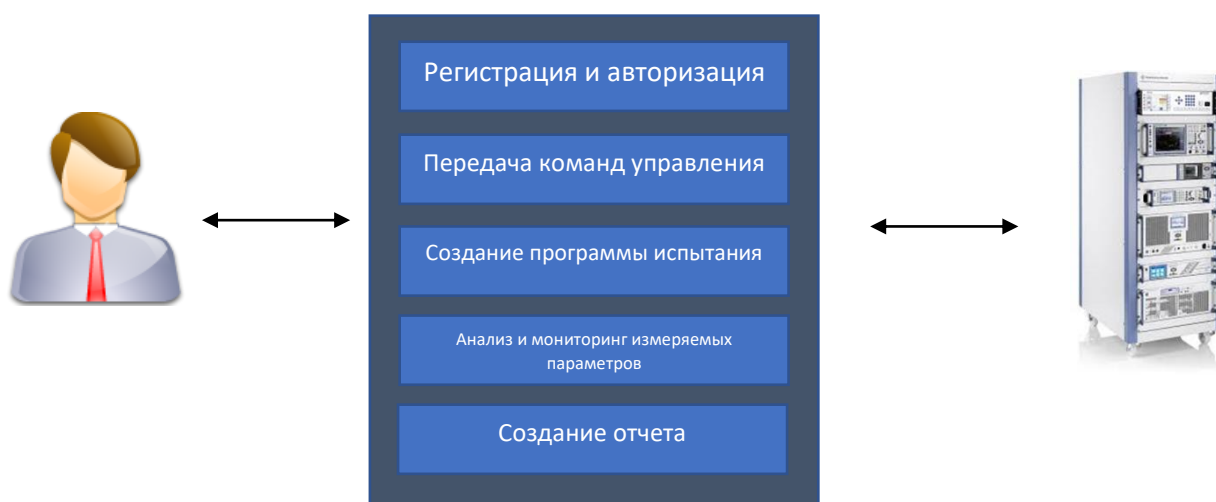 Регистрация и авторизация
Передача команд управления
Создание программы испытания
Анализ и мониторинг измеряемых
параметров
Создание отчета